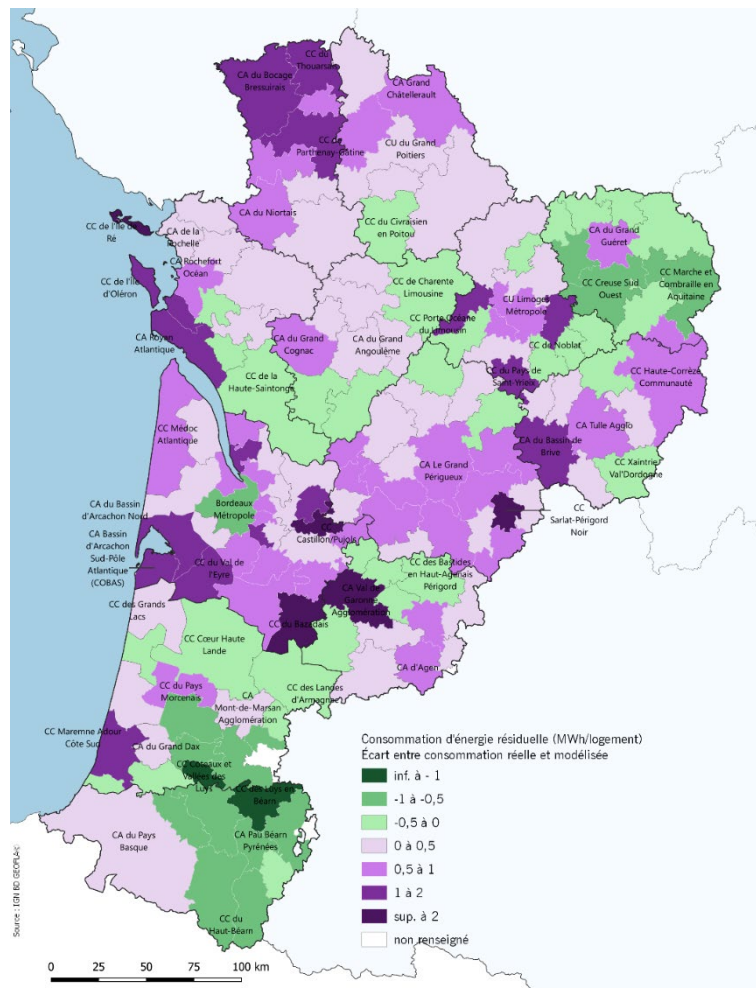 CC du
Thouarsais
CA du Bocage
Bressuirais
CA Grand
Châtellerault
CC de
Parthenay-Gâtine
CU du Grand
Poitiers
CA du Niortais
CC du Civraisien
en Poitou
CC de l'Île de
Ré
CA de la
Rochelle
CA du Grand
Guéret
CA Rochefort
Océan
CC de l'Île
d'Oléron
CC de Charente
Limousine
CC Creuse Sud
Ouest
CC Marche et
Combraille en
Aquitaine
CU Limoges
Métropole
CC Porte Océane
du Limousin
CA Royan
Atlantique
CA du Grand
Cognac
CA du Grand
Angoulême
CC de Noblat
CC de la
Haute-Saintonge
CC du Pays de
Saint-Yrieix
CC Haute-Corrèze
Communauté
CC Médoc
Atlantique
CA Tulle Agglo
CA du Bassin de
Brive
CA Le Grand
Périgueux
CC Xaintrie
Val'Dordogne
Bordeaux
Métropole
CA du Bassin
d'Arcachon Nord
CC
Castillon/Pujols
CC
Sarlat-Périgord
Noir
CA Bassin
d'Arcachon
Sud-Pôle
Atlantique
(COBAS)
CC du Val de
l'Eyre
CC des Bastides
en Haut-Agenais
Périgord
CA Val de
Garonne
Agglomération
CC des Grands
Lacs
CC du Bazadais
CC Cœur Haute
Lande
CA d'Agen
CC du Pays
Morcenais
CC des Landes
d'Armagnac
CA
Mont-de-Marsan
Agglomération
CC Maremne Adour
Côte Sud
CA du Grand Dax
CC Coteaux et
Vallées des
Luys
CC des Luys en
Béarn
CA du Pays
Basque
CA Pau Béarn
Pyrénées
CC du
Haut-Béarn
Consommation d'énergie résiduelle (MWh/logement)
Écart entre consommation réelle et modélisée
inf. à - 1
-1 à -0,5
-0,5 à 0
0 à 0,5
0,5 à 1
1 à 2
sup. à 2
non renseigné
0 25 50 75 100 km
Source : IGN BD GEOPLA